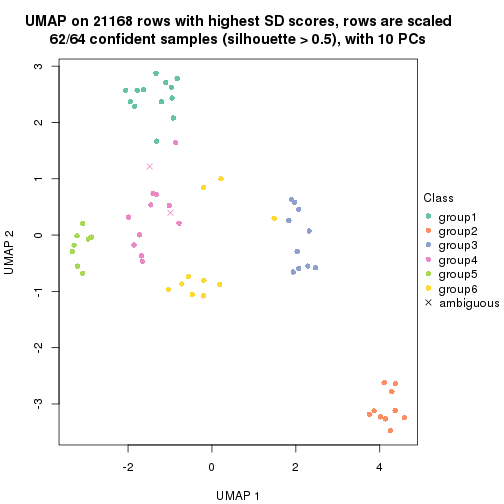 UMAP on 21168 rows with highest SD scores, rows are scaled
62/64 confident samples (silhouette > 0.5), with 10 PCs
3
2
1
0
-1
-2
-3
UMAP 2
-2
0
2
4
UMAP 1
Class
group1
group2
group3
group4
group5
group6
ambiguous